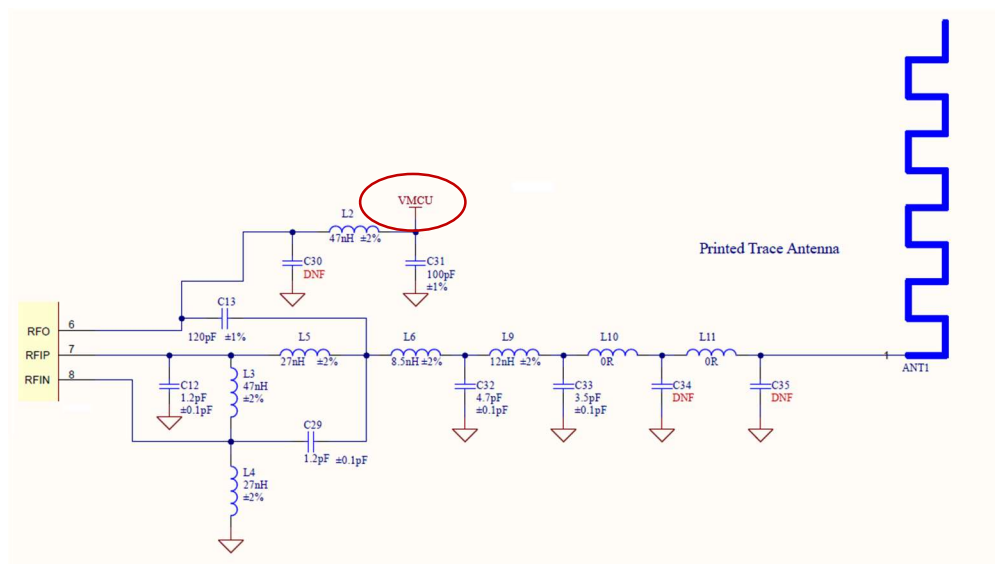 VMCU
L2
47nH ±2%
C30
DNF
C31
100pF
±1%
Printed Trace Antenna
C13
120pF ±1%
RFO 6
RFIP 7
RFIN 8
L5
27nH ±2%
L6
8.5nH ±2%
L9
12nH ±2%
L10
0R
L11
0R
1
ANT1
C12
1.2pF
±0.1pF
L3
47nH
±2%
C32
4.7pF
±0.1pF
C33
3.5pF
±0.1pF
C34
DNF
C35
DNF
C29
1.2pF ±0.1pF
L4
27nH
±2%